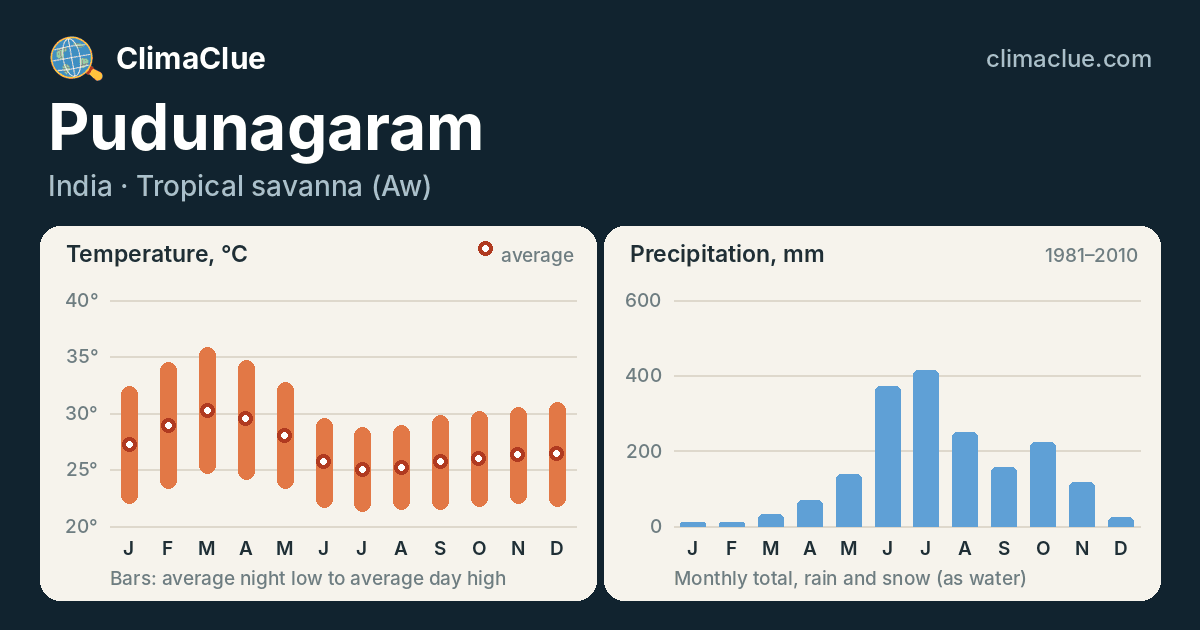 ClimaClue
climaclue.com
Pudunagaram
India · Tropical savanna (Aw)
Temperature, °C
average
40°
35°
30°
25°
20°
J F M A M J J A S O N D
Bars: average night low to average day high
Precipitation, mm
1981–2010
600
400
200
0
J F M A M J J A S O N D
Monthly total, rain and snow (as water)